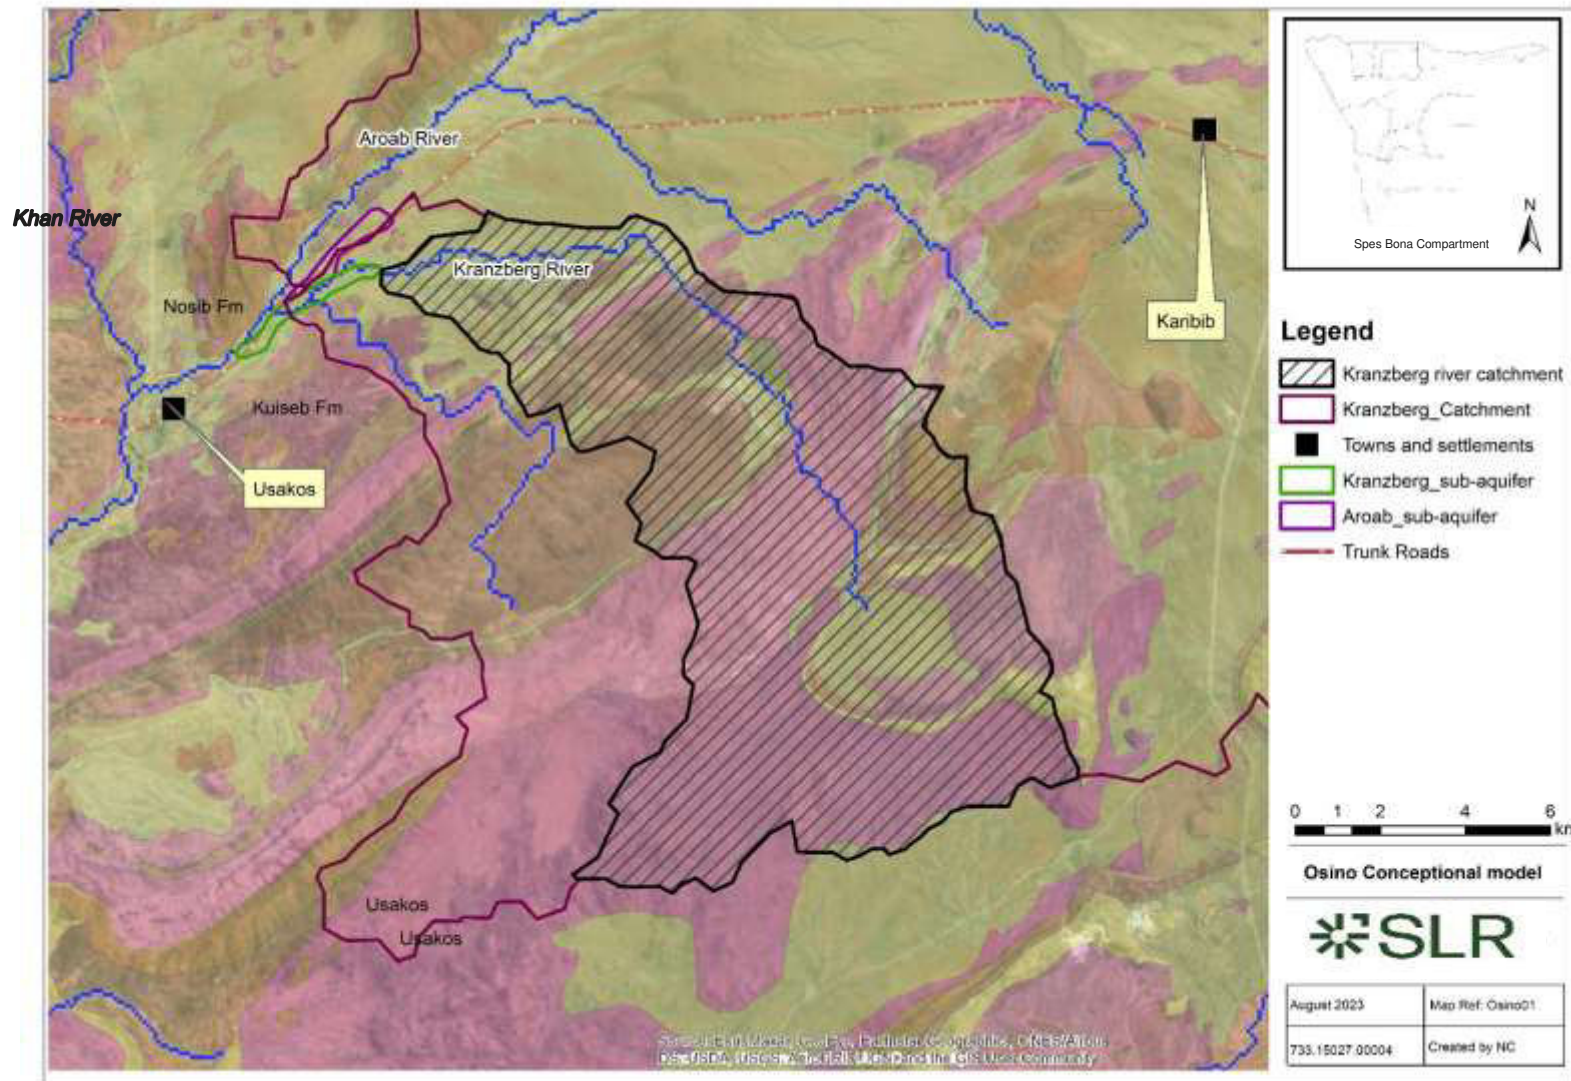 Aroab River
Khan River
Kranzberg River
Nosib Fm
Karibib
Kuiseb Fm
Usakos
Usakos
Usakos
Spes Bona Compartment
N
Legend
Kranzberg river catchment
Kranzberg_Catchment
Towns and settlements
Kranzberg_sub-aquifer
Aroab_sub-aquifer
Trunk Roads
0 1 2 4 6
km
Osino Conceptional model
SLR
August 2023
Map Ref: Osino01
733.15027.00004
Created by NC